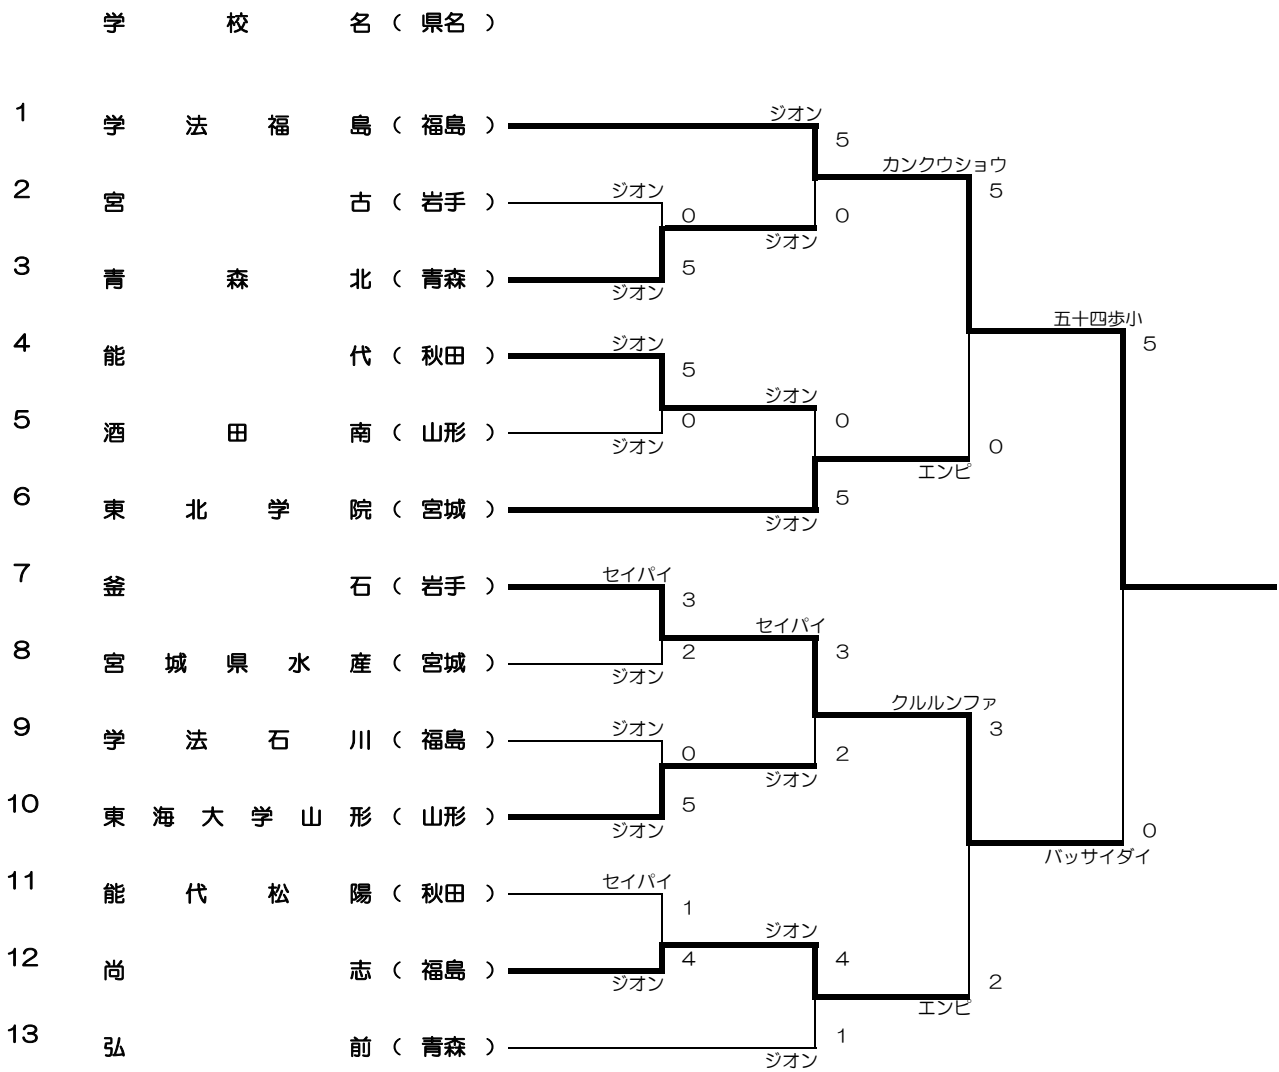 学校名（県名）
ジオン
1 学法福島（福島）
5
カンクウショウ
5
2 宮古（岩手）
ジオン
0
0
ジオン
3 青森北（青森）
5
ジオン
五十四歩小
5
4 能代（秋田）
ジオン
5
ジオン
0
0
5 酒田南（山形）
ジオン
0
エンピ
6 東北学院（宮城）
5
ジオン
7 釜石（岩手）
セイパイ
3
セイパイ
3
8 宮城県水産（宮城）
2
ジオン
クルルンファ
3
9 学法石川（福島）
ジオン
0
2
ジオン
10 東海大学山形（山形）
5
ジオン
0
バッサイダイ
11 能代松陽（秋田）
セイパイ
1
ジオン
4
4
12 尚志（福島）
ジオン
2
エンピ
13 弘前（青森）
1
ジオン